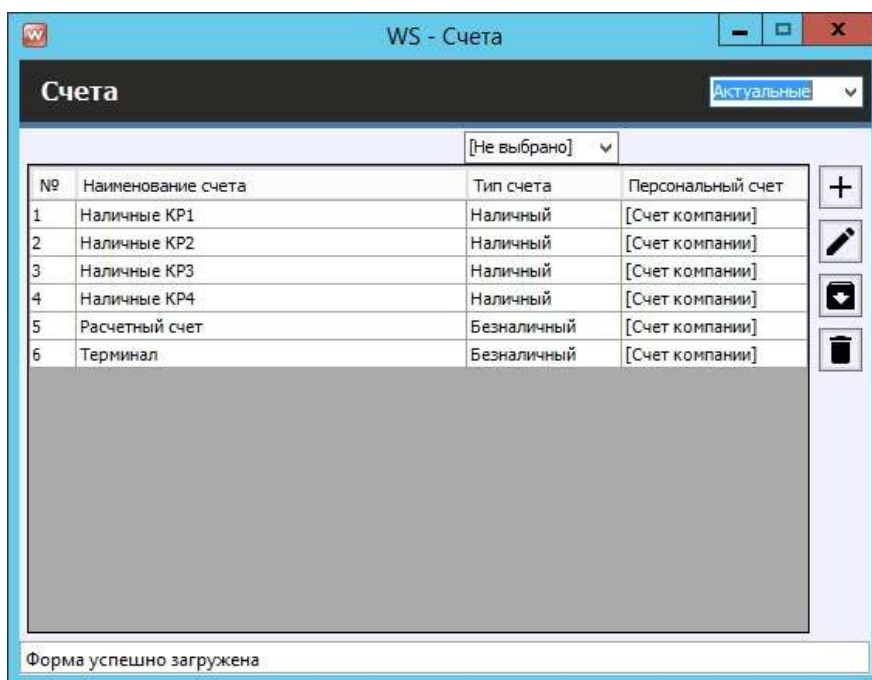 WS - Счета
Счета
Актуальные
[Не выбрано]
№ Наименование счета Тип счета Персональный счет
1 Наличные КР1 Наличный [Счет компании]
2 Наличные КР2 Наличный [Счет компании]
3 Наличные КР3 Наличный [Счет компании]
4 Наличные КР4 Наличный [Счет компании]
5 Расчетный счет Безналичный [Счет компании]
6 Терминал Безналичный [Счет компании]
Форма успешно загружена